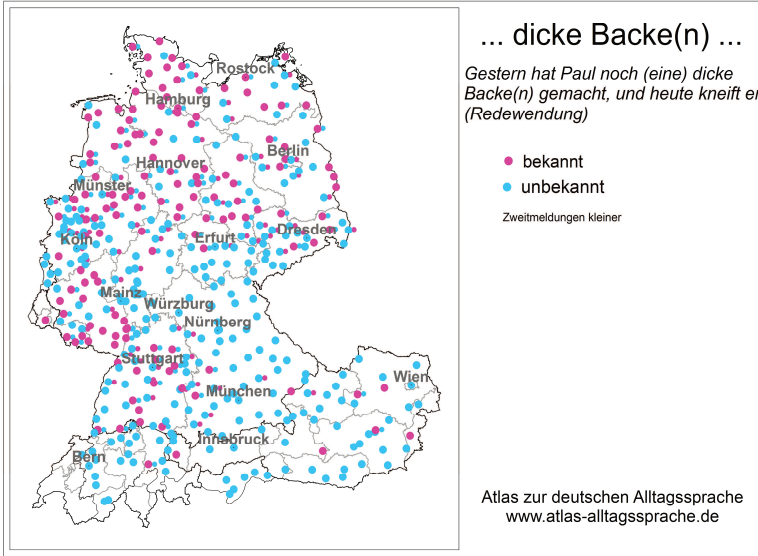 ... dicke Backe(n) ...
Gestern hat Paul noch (eine) dicke
Backe(n) gemacht, und heute kneift er
(Redewendung)
bekannt
unbekannt
Zweitmeldungen kleiner
Rostock
Hamburg
Berlin
Hannover
Münster
Köln
Erfurt
Dresden
Mainz
Würzburg
Nürnberg
Stuttgart
München
Wien
Innsbruck
Bern
Atlas zur deutschen Alltagssprache
www.atlas-alltagssprache.de